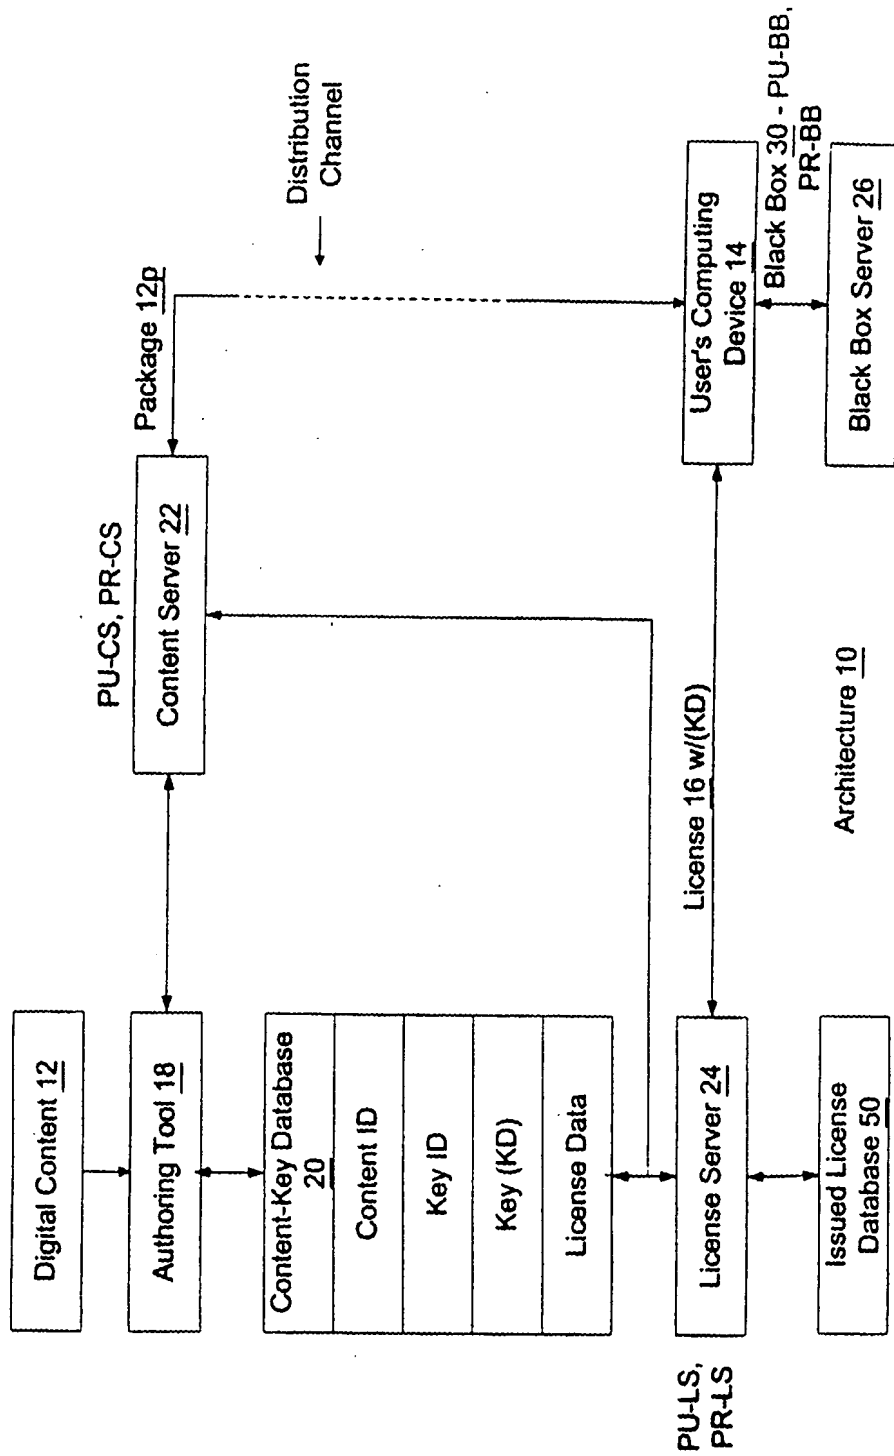 Digital Content 12
Authoring Tool 18
Content-Key Database
20
Content ID
Key ID
Key (KD)
License Data
PU-LS,
PR-LS
License Server 24
Issued License
Database 50
PU-CS, PR-CS
Content Server 22
Package 12p
Distribution
Channel
License 16 w/(KD)
User's Computing
Device 14
Black Box 30 - PU-BB,
PR-BB
Black Box Server 26
Architecture 10